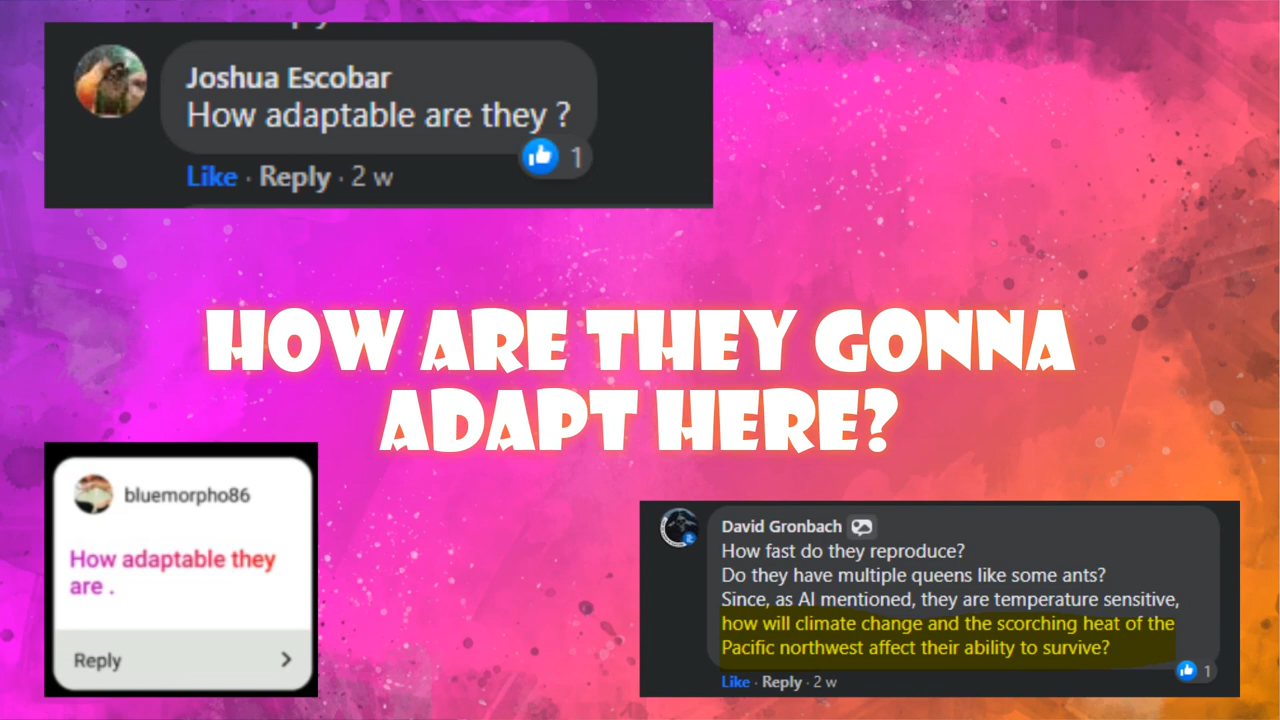 Joshua Escobar
How adaptable are they ?
1
Like · Reply · 2 w
HOW ARE THEY GONNA
ADAPT HERE?
bluemorpho86
How adaptable they
are .
Reply
David Gronbach
How fast do they reproduce?
Do they have multiple queens like some ants?
Since, as Al mentioned, they are temperature sensitive,
how will climate change and the scorching heat of the
Pacific northwest affect their ability to survive?
1
Like · Reply · 2 w